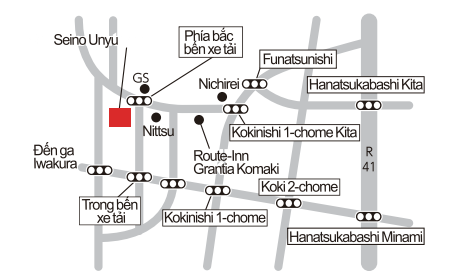 Phía bắc
bến xe tải
Seino Unyu
Funatsunishi
GS
Nichirei
Hanatsukabashi Kita
Nittsu
Kokinishi 1-chome Kita
Đến ga
Iwakura
Route-Inn
Grantia Komaki
R
41
Koki 2-chome
Trong bến
xe tải
Kokinishi 1-chome
Hanatsukabashi Minami